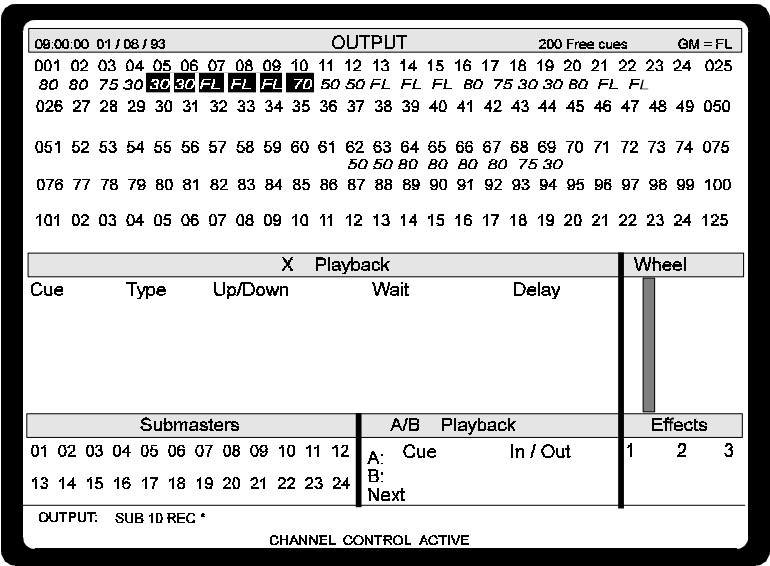 09:00:00 01 / 08 / 93 OUTPUT 200 Free cues GM = FL
001 02 03 04 05 06 07 08 09 10 11 12 13 14 15 16 17 18 19 20 21 22 23 24 025
80 80 75 30 30 30 FL FL FL 70 50 50 FL FL FL 80 75 30 30 80 FL FL
026 27 28 29 30 31 32 33 34 35 36 37 38 39 40 41 42 43 44 45 46 47 48 49 050
051 52 53 54 55 56 57 58 59 60 61 62 63 64 65 66 67 68 69 70 71 72 73 74 075
50 50 80 80 80 80 75 30
076 77 78 79 80 81 82 83 84 85 86 87 88 89 90 91 92 93 94 95 96 97 98 99 100
101 02 03 04 05 06 07 08 09 10 11 12 13 14 15 16 17 18 19 20 21 22 23 24 125
X Playback Wheel
Cue Type Up/Down Wait Delay
Submasters A/B Playback Effects
01 02 03 04 05 06 07 08 09 10 11 12 A: Cue In / Out 1 2 3
13 14 15 16 17 18 19 20 21 22 23 24 B:
Next
OUTPUT: SUB 10 REC *
CHANNEL CONTROL ACTIVE